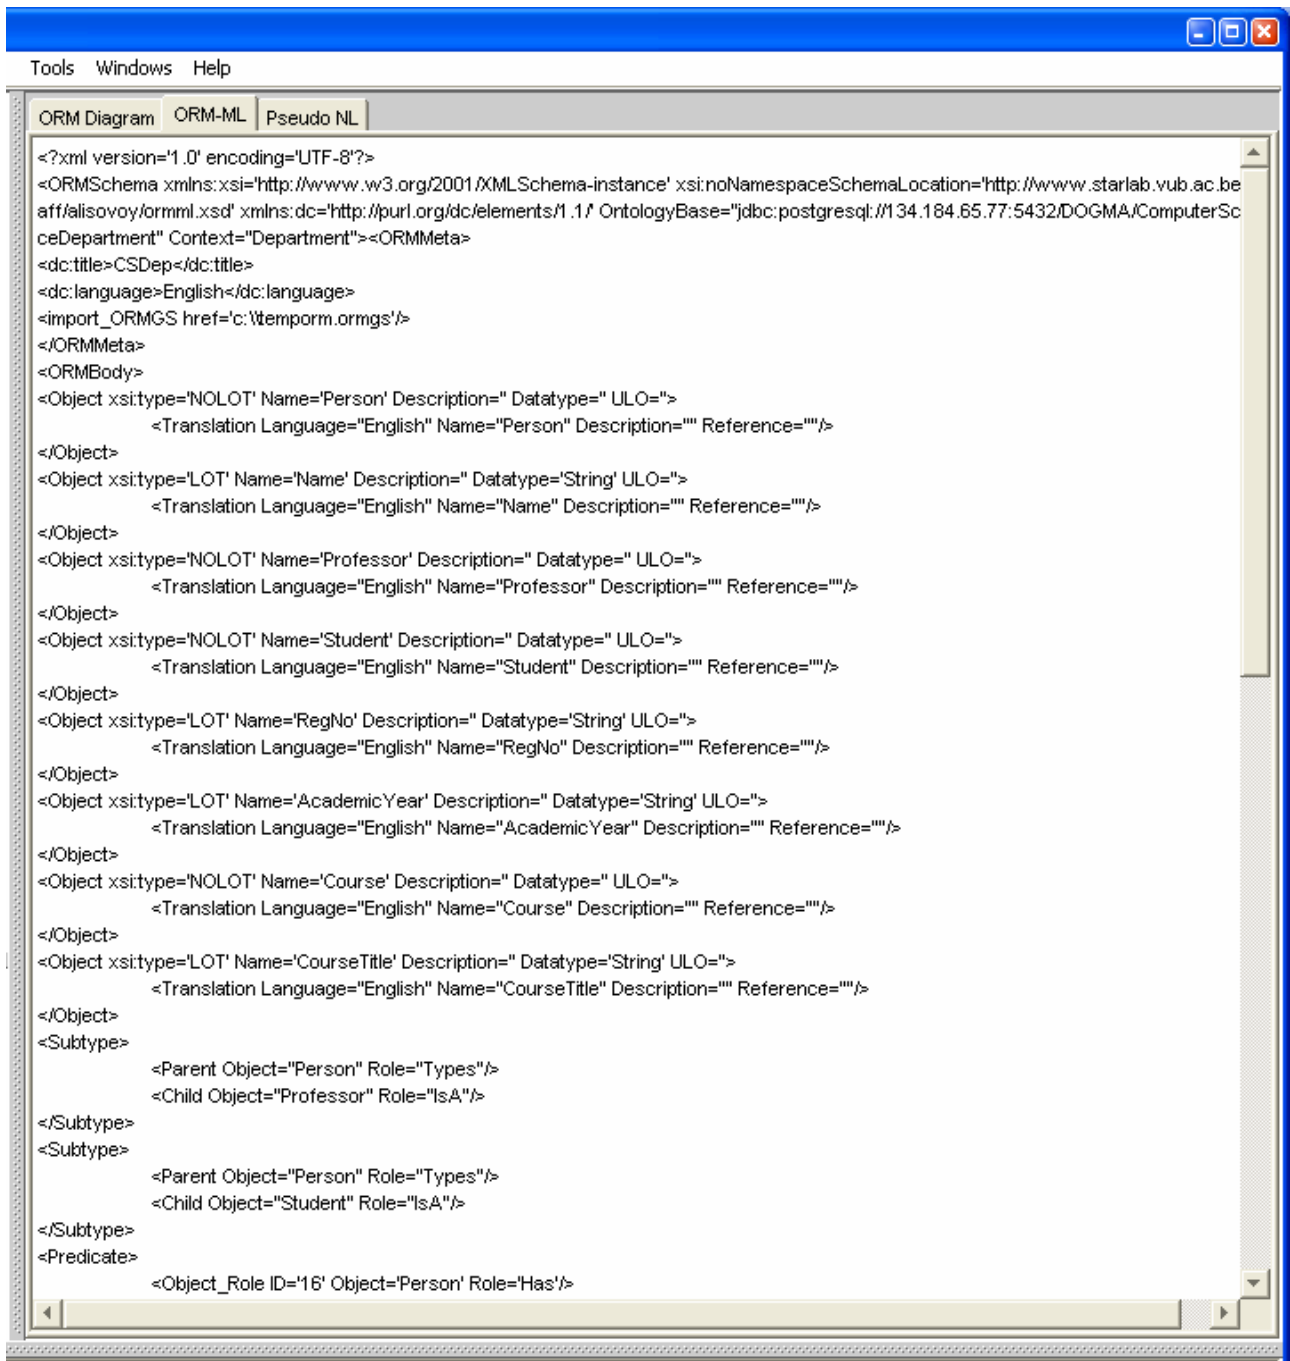 Tools Windows Help
ORM Diagram ORM-ML Pseudo NL
<?xml version='1.0' encoding='UTF-8'?>
<ORMSchema xmlns:xsi='http://www.w3.org/2001/XMLSchema-instance' xsi:noNamespaceSchemaLocation='http://www.starlab.vub.ac.be
aff/alisovoy/ormml.xsd' xmlns:dc='http://purl.org/dc/elements/1.1/' OntologyBase="jdbc:postgresql://134.184.65.77:5432/DOGMA/ComputerSc
ceDepartment" Context="Department"><ORMMeta>
<dc:title>CSDep</dc:title>
<dc:language>English</dc:language>
<import_ORMGS href='c:\\temporm.ormgs'/>
</ORMMeta>
<ORMBody>
<Object xsi:type='NOLOT' Name='Person' Description='' Datatype='' ULO=''>
<Translation Language="English" Name="Person" Description="" Reference=""/>
</Object>
<Object xsi:type='LOT' Name='Name' Description='' Datatype='String' ULO=''>
<Translation Language="English" Name="Name" Description="" Reference=""/>
</Object>
<Object xsi:type='NOLOT' Name='Professor' Description='' Datatype='' ULO=''>
<Translation Language="English" Name="Professor" Description="" Reference=""/>
</Object>
<Object xsi:type='NOLOT' Name='Student' Description='' Datatype='' ULO=''>
<Translation Language="English" Name="Student" Description="" Reference=""/>
</Object>
<Object xsi:type='LOT' Name='RegNo' Description='' Datatype='String' ULO=''>
<Translation Language="English" Name="RegNo" Description="" Reference=""/>
</Object>
<Object xsi:type='LOT' Name='AcademicYear' Description='' Datatype='String' ULO=''>
<Translation Language="English" Name="AcademicYear" Description="" Reference=""/>
</Object>
<Object xsi:type='NOLOT' Name='Course' Description='' Datatype='' ULO=''>
<Translation Language="English" Name="Course" Description="" Reference=""/>
</Object>
<Object xsi:type='LOT' Name='CourseTitle' Description='' Datatype='String' ULO=''>
<Translation Language="English" Name="CourseTitle" Description="" Reference=""/>
</Object>
<Subtype>
<Parent Object="Person" Role="Types"/>
<Child Object="Professor" Role="IsA"/>
</Subtype>
<Subtype>
<Parent Object="Person" Role="Types"/>
<Child Object="Student" Role="IsA"/>
</Subtype>
<Predicate>
<Object_Role ID='16' Object='Person' Role='Has'/>